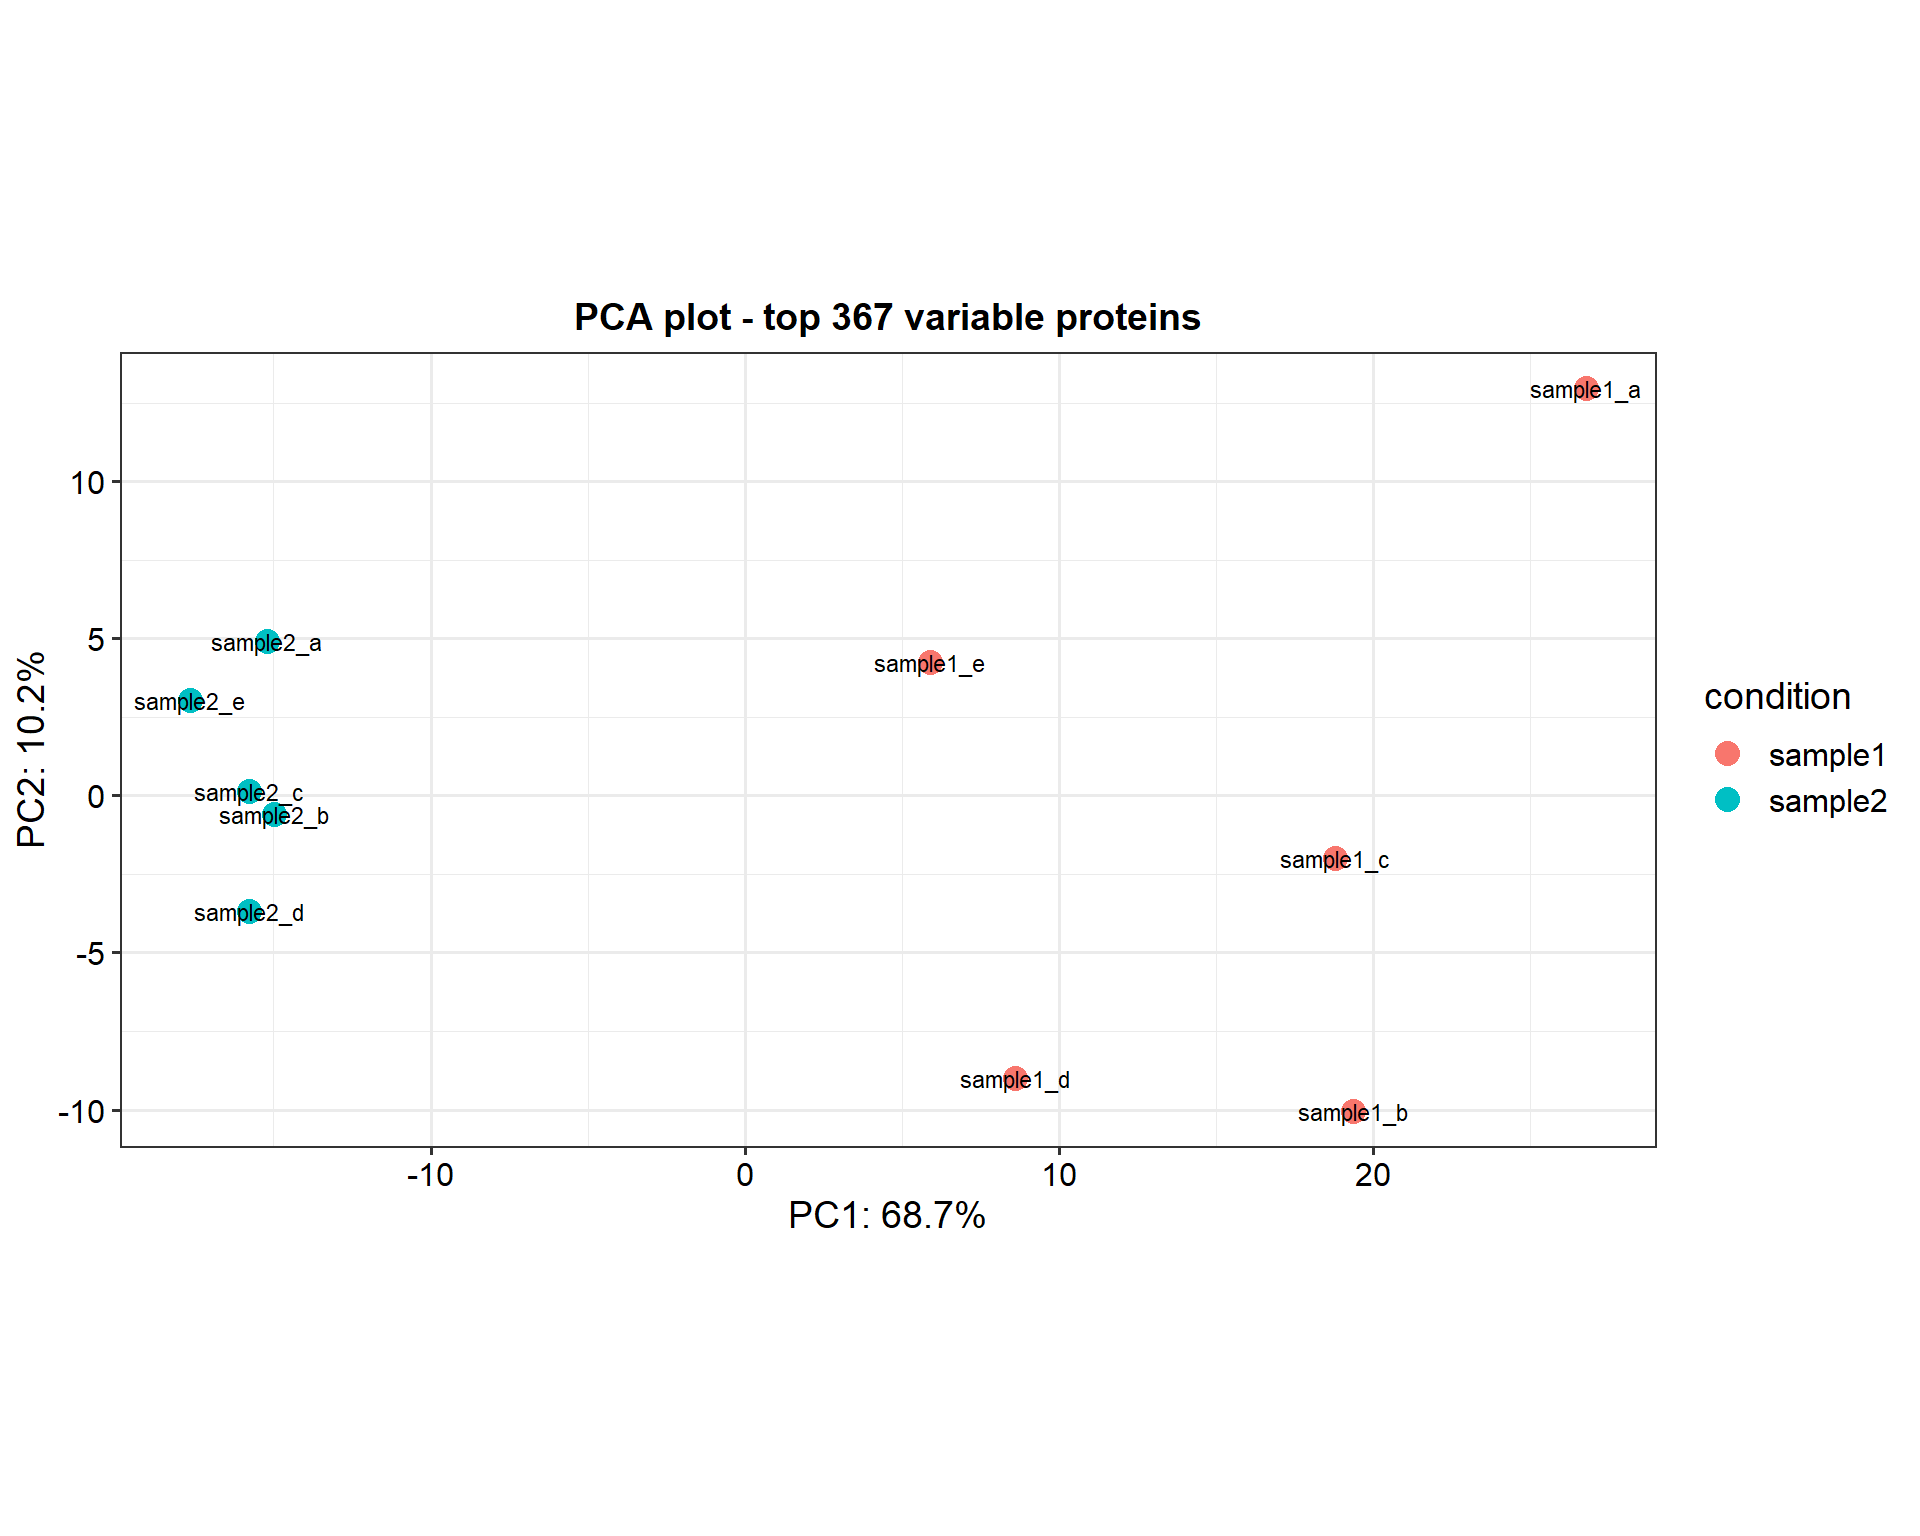 PCA plot - top 367 variable proteins
sample1_a
10
sample2_a
5
sample1_e
sample2_e
condition
sample1
sample2
PC2: 10.2%
sample2_c
0
sample2_b
sample1_c
sample2_d
-5
sample1_d
-10
sample1_b
-10
0
10
20
PC1: 68.7%